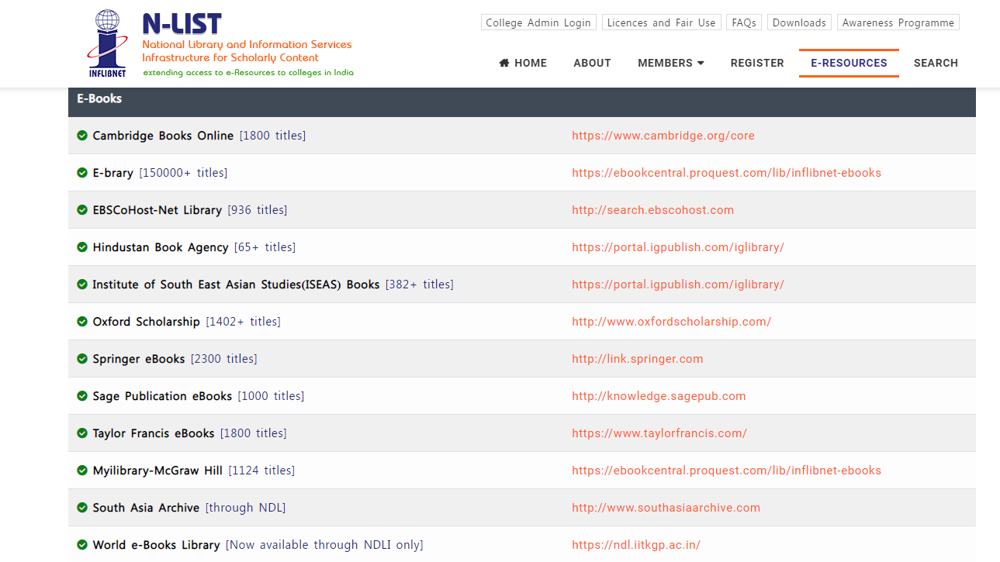 N-LIST
National Library and Information Services
Infrastructure for Scholarly Content
extending access to e-Resources to colleges in India
INFLIBNET
College Admin Login Licences and Fair Use FAQs Downloads Awareness Programme
HOME ABOUT MEMBERS REGISTER E-RESOURCES SEARCH
E-Books
Cambridge Books Online [1800 titles] https://www.cambridge.org/core
E-brary [150000+ titles] https://ebookcentral.proquest.com/lib/inflibnet-ebooks
EBSCoHost-Net Library [936 titles] http://search.ebscohost.com
Hindustan Book Agency [65+ titles] https://portal.igpublish.com/iglibrary/
Institute of South East Asian Studies(ISEAS) Books [382+ titles] https://portal.igpublish.com/iglibrary/
Oxford Scholarship [1402+ titles] http://www.oxfordscholarship.com/
Springer eBooks [2300 titles] http://link.springer.com
Sage Publication eBooks [1000 titles] http://knowledge.sagepub.com
Taylor Francis eBooks [1800 titles] https://www.taylorfrancis.com/
Myilibrary-McGraw Hill [1124 titles] https://ebookcentral.proquest.com/lib/inflibnet-ebooks
South Asia Archive [through NDL] http://www.southasiaarchive.com
World e-Books Library [Now available through NDLI only] https://ndl.iitkgp.ac.in/